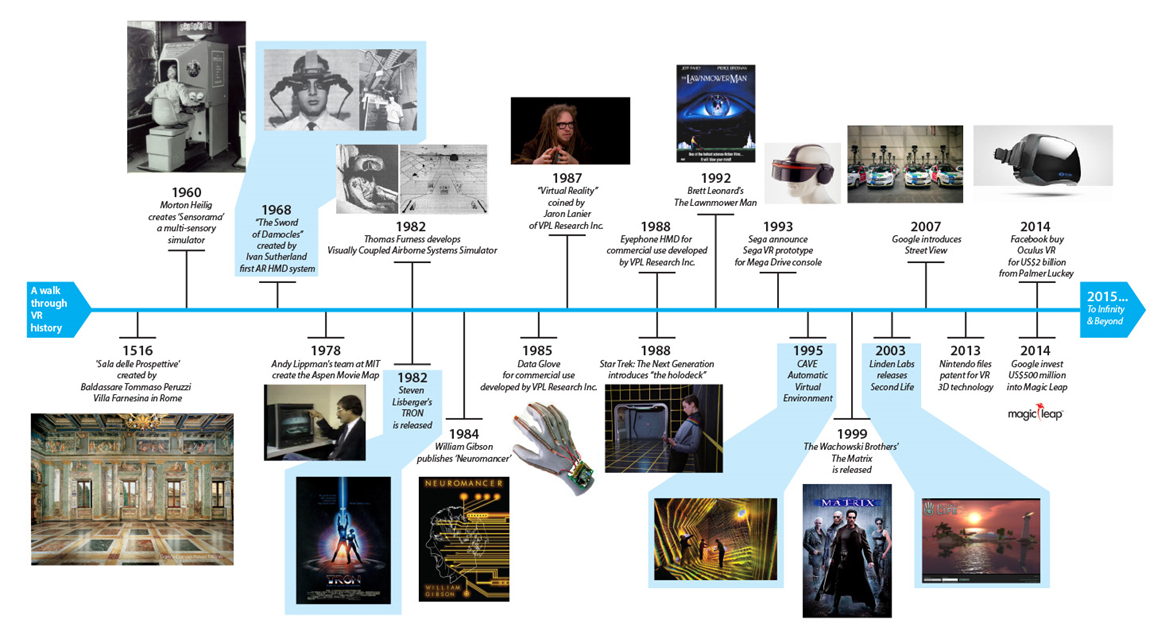 A walk
through
VR
history
1516
'Sala delle Prospettive'
created by
Baldassare Tommaso Peruzzi
Villa Farnesina in Rome
1960
Morton Heilig
creates 'Sensorama'
a multi-sensory
simulator
1968
"The Sword
of Damocles"
created by
Ivan Sutherland
first AR HMD system
1978
Andy Lippman's team at MIT
create the Aspen Movie Map
1982
Thomas Furness develops
Visually Coupled Airborne Systems Simulator
1982
Steven
Lisberger's
TRON
is released
TRON
1984
William Gibson
publishes 'Neuromancer'
NEUROMANCER
WILLIAM
GIBSON
1985
Data Glove
for commercial use
developed by VPL Research Inc.
1987
"Virtual Reality"
coined by
Jaron Lanier
of VPL Research Inc.
1988
Eyephone HMD for
commercial use developed
by VPL Research Inc.
1988
Star Trek: The Next Generation
introduces "the holodeck"
1992
Brett Leonard's
The Lawnmower Man
JEFF FAHEY PIERCE BROSNAN
THE LAWNMOWER MAN
1993
Sega announce
Sega VR prototype
for Mega Drive console
1995
CAVE
Automatic
Virtual
Environment
1999
The Wachowski Brothers'
The Matrix
is released
MATRIX
2003
Linden Labs
releases
Second Life
2007
Google introduces
Street View
2013
Nintendo files
patent for VR
3D technology
2014
Facebook buy
Oculus VR
for US$2 billion
from Palmer Luckey
2014
Google invest
US$500 million
into Magic Leap
magic leap
2015...
To Infinity
& Beyond